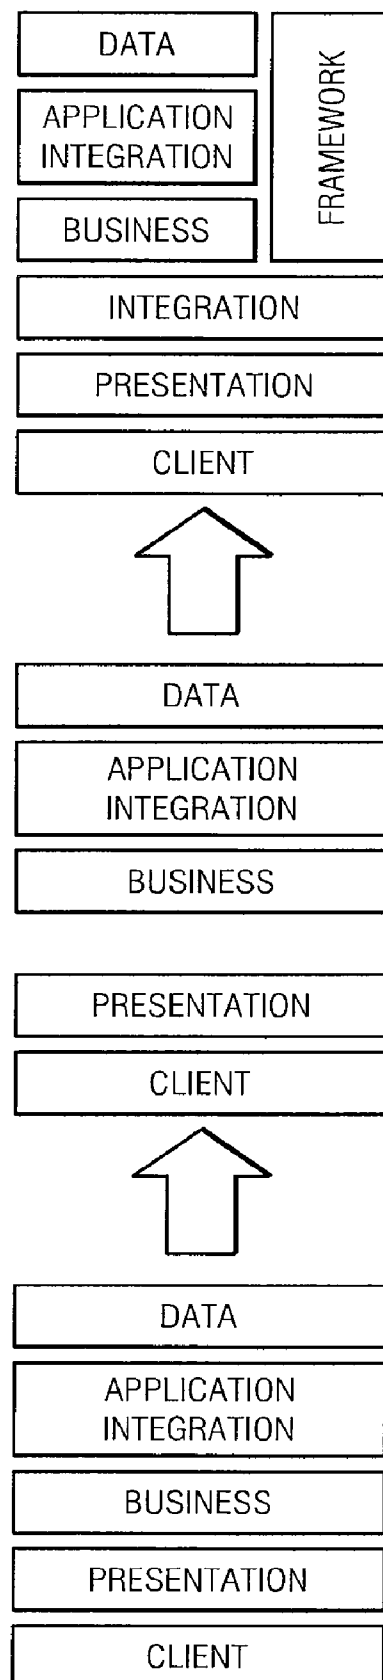 DATA
APPLICATION
INTEGRATION
BUSINESS
FRAMEWORK
INTEGRATION
PRESENTATION
CLIENT
DATA
APPLICATION
INTEGRATION
BUSINESS
PRESENTATION
CLIENT
DATA
APPLICATION
INTEGRATION
BUSINESS
PRESENTATION
CLIENT